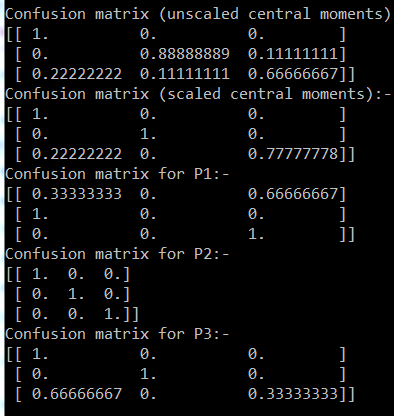 Confusion matrix (unscaled central moments)
[[ 1.         0.         0.        ]
 [ 0.         0.88888889 0.11111111]
 [ 0.22222222 0.11111111 0.66666667]]
Confusion matrix (scaled central moments):-
[[ 1.         0.         0.        ]
 [ 0.         1.         0.        ]
 [ 0.22222222 0.         0.77777778]]
Confusion matrix for P1:-
[[ 0.33333333 0.         0.66666667]
 [ 1.         0.         0.        ]
 [ 0.         0.         1.        ]]
Confusion matrix for P2:-
[[ 1.  0.  0.]
 [ 0.  1.  0.]
 [ 0.  0.  1.]]
Confusion matrix for P3:-
[[ 1.         0.         0.        ]
 [ 0.         1.         0.        ]
 [ 0.66666667 0.         0.33333333]]